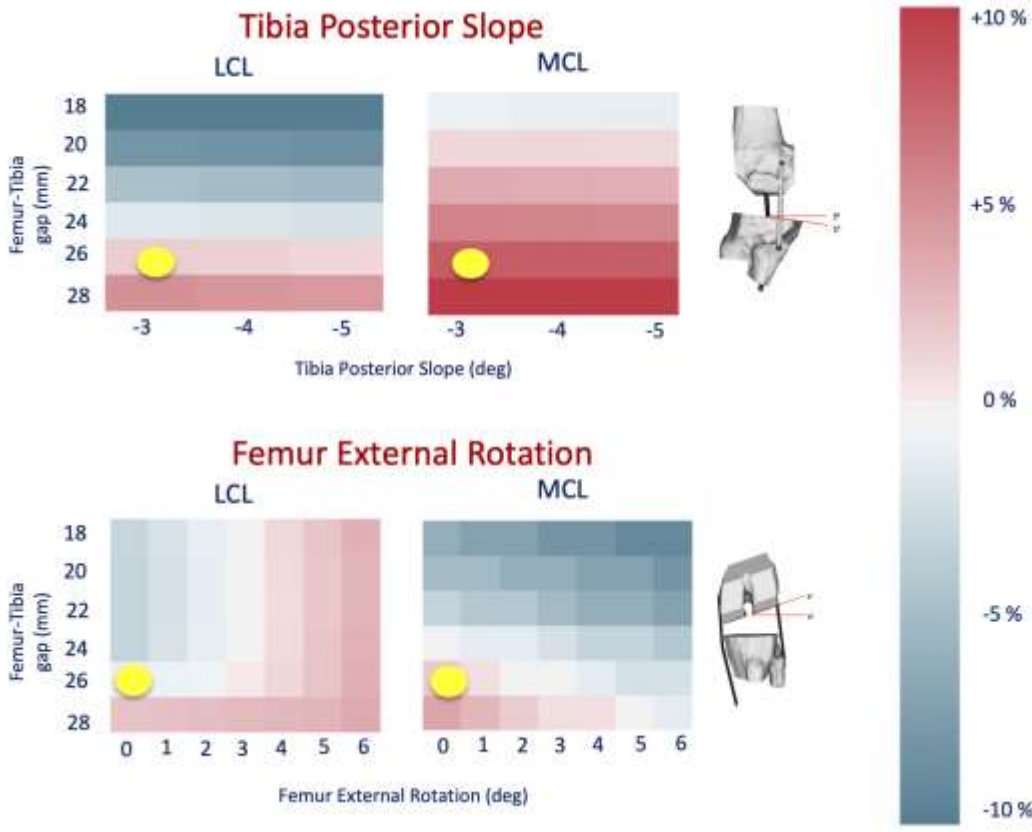 Tibia Posterior Slope
LCL
MCL
Femur-Tibia
gap (mm)
18
20
22
24
26
28
-3
-4
-5
-3
-4
-5
Tibia Posterior Slope (deg)
Femur External Rotation
LCL
MCL
Femur-Tibia
gap (mm)
18
20
22
24
26
28
0 1 2 3 4 5 6
0 1 2 3 4 5 6
Femur External Rotation (deg)
+10 %
+5 %
0 %
-5 %
-10 %